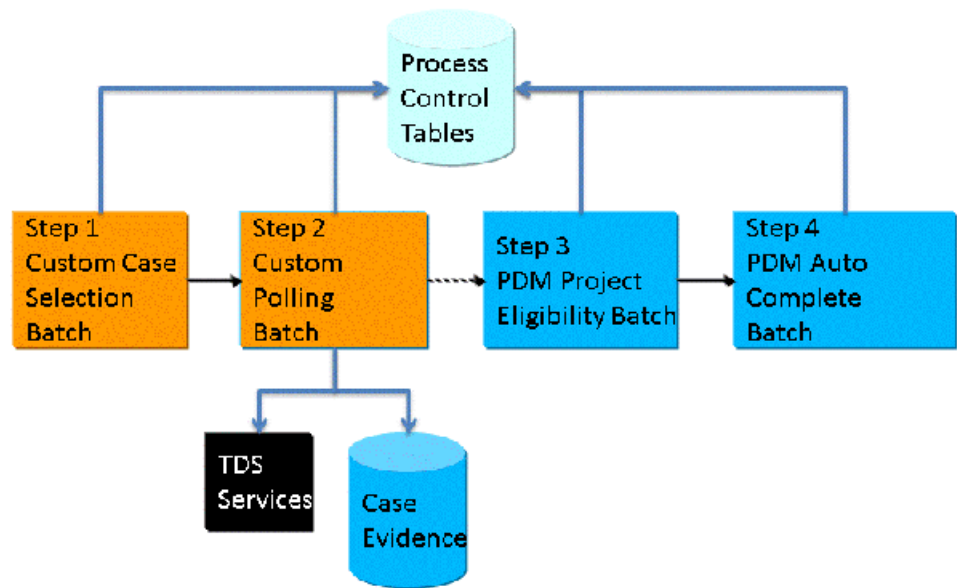 Process
Control
Tables
Step 1
Custom Case
Selection
Batch
Step 2
Custom
Polling
Batch
Step 3
PDM Project
Eligibility Batch
Step 4
PDM Auto
Complete
Batch
TDS
Services
Case
Evidence